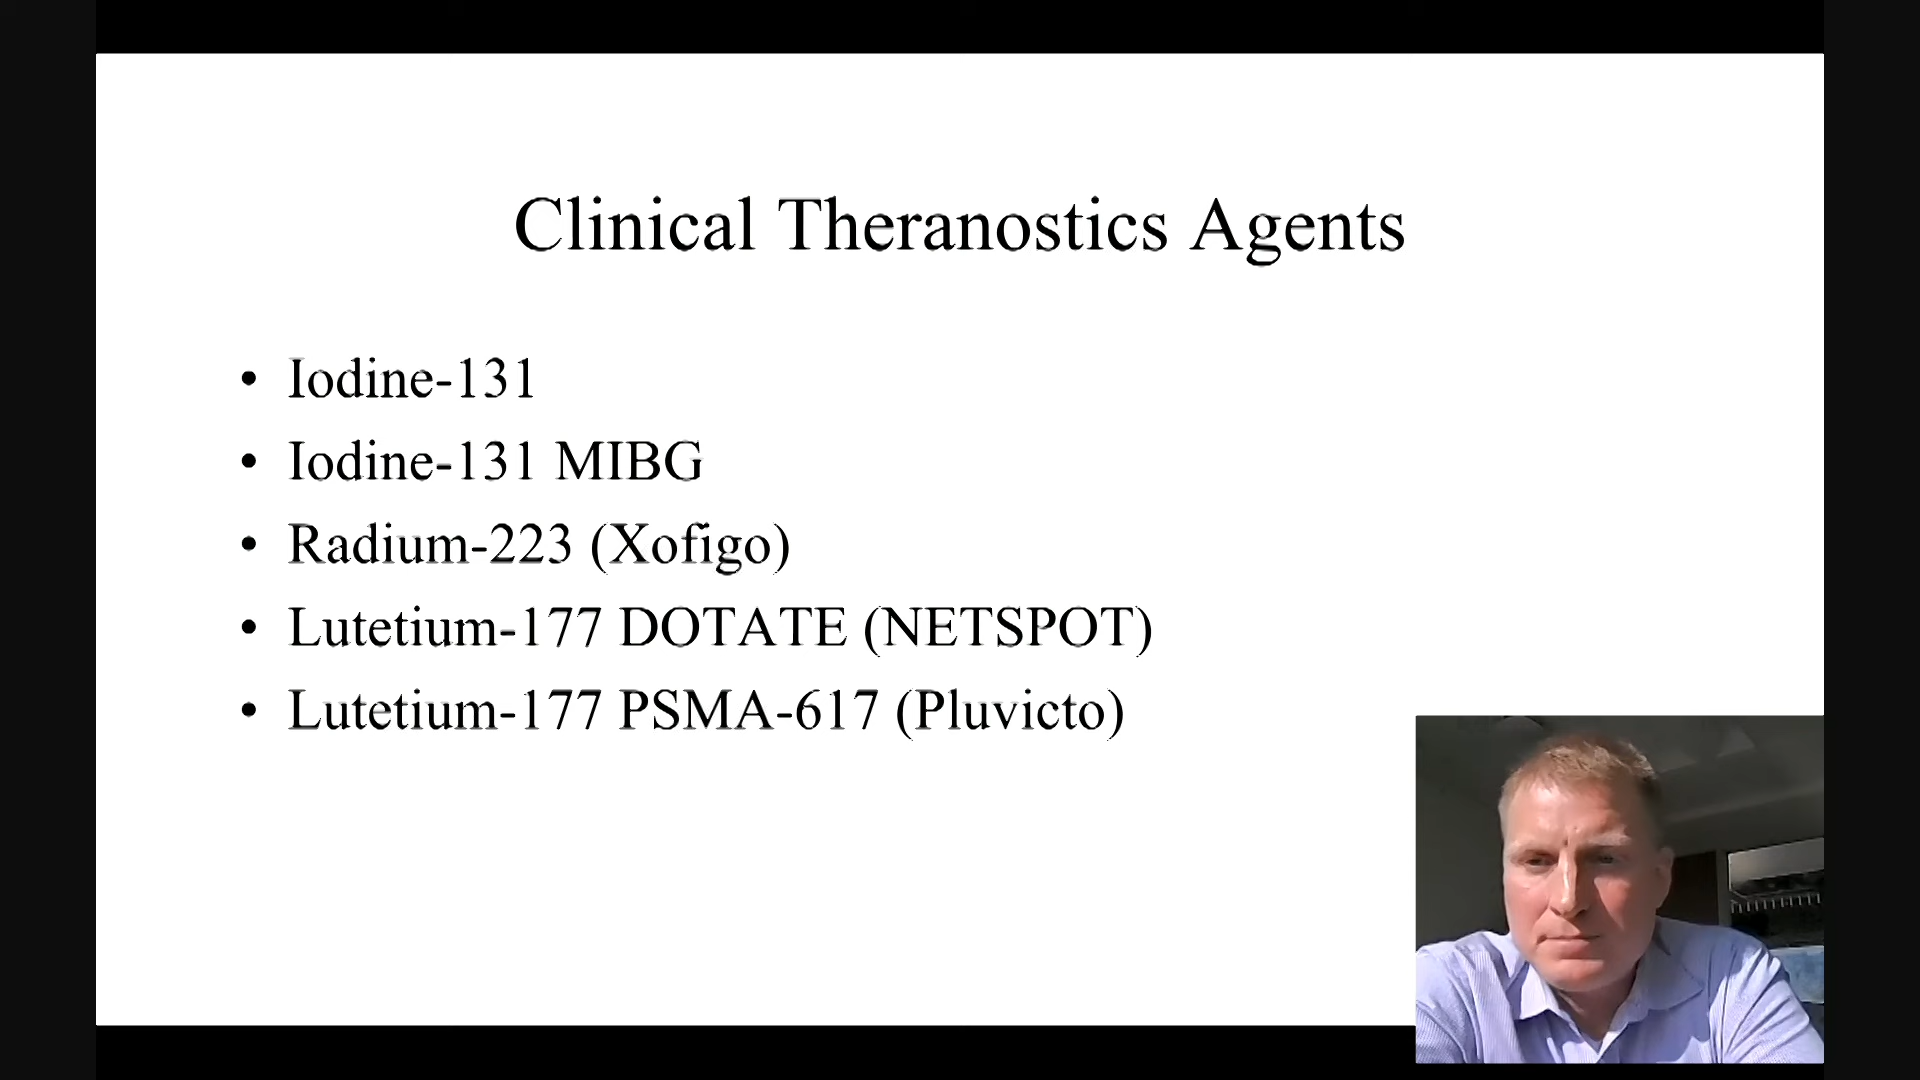 Clinical Theranostics Agents
• Iodine-131
• Iodine-131 MIBG
• Radium-223 (Xofigo)
• Lutetium-177 DOTATE (NETSPOT)
• Lutetium-177 PSMA-617 (Pluvicto)